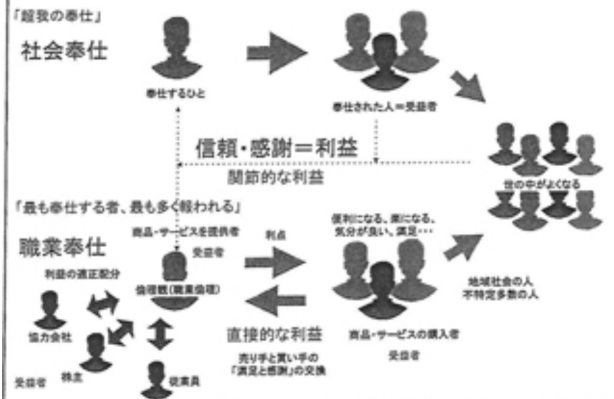 「超我の奉仕」
社会奉仕
奉仕するひと
奉仕された人＝受益者
信頼・感謝＝利益
関節的な利益
世の中がよくなる
「最も奉仕する者、最も多く報われる」
職業奉仕
商品・サービスを提供者
受益者
利点
便利になる、楽になる、
気分が良い、満足・・・
利益の適正配分
倫理観（職業倫理）
地域社会の人
不特定多数の人
協力会社
株主
従業員
受益者
直接的な利益
売り手と買い手の
「満足と感謝」の交換
商品・サービスの購入者
受益者